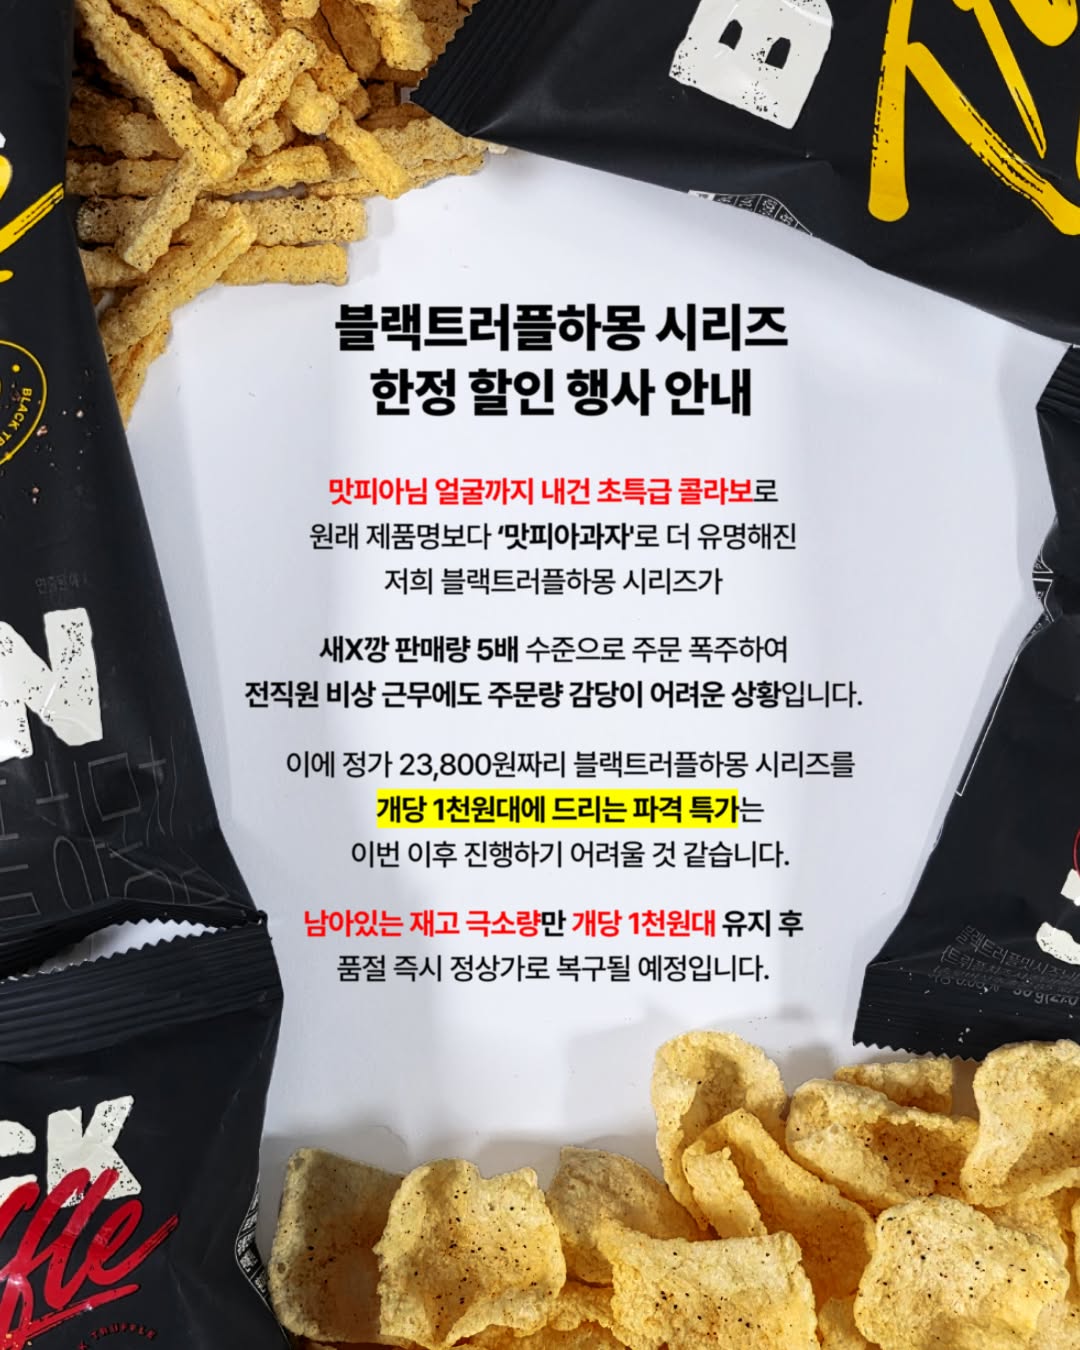 블랙트러플하몽 시리즈
한정 할인 행사 안내
맛피아님 얼굴까지 내건 초특급 콜라보로
원래 제품명보다 ‘맛피아과자'로 더 유명해진
저희 블랙트러플하몽 시리즈가
새X깡 판매량 5배 수준으로 주문 폭주하여
전직원 비상 근무에도 주문량 감당이 어려운 상황입니다.
이에 정가 23,800원짜리 블랙트러플하몽 시리즈를
개당 1천원대에 드리는 파격 특가는
이번 이후 진행하기 어려울 것 같습니다.
남아있는 재고 극소량만 개당 1천원대 유지 후
품절 즉시 정상가로 복구될 예정입니다.
BLACK
N
CK
ffle
TRUFFLE